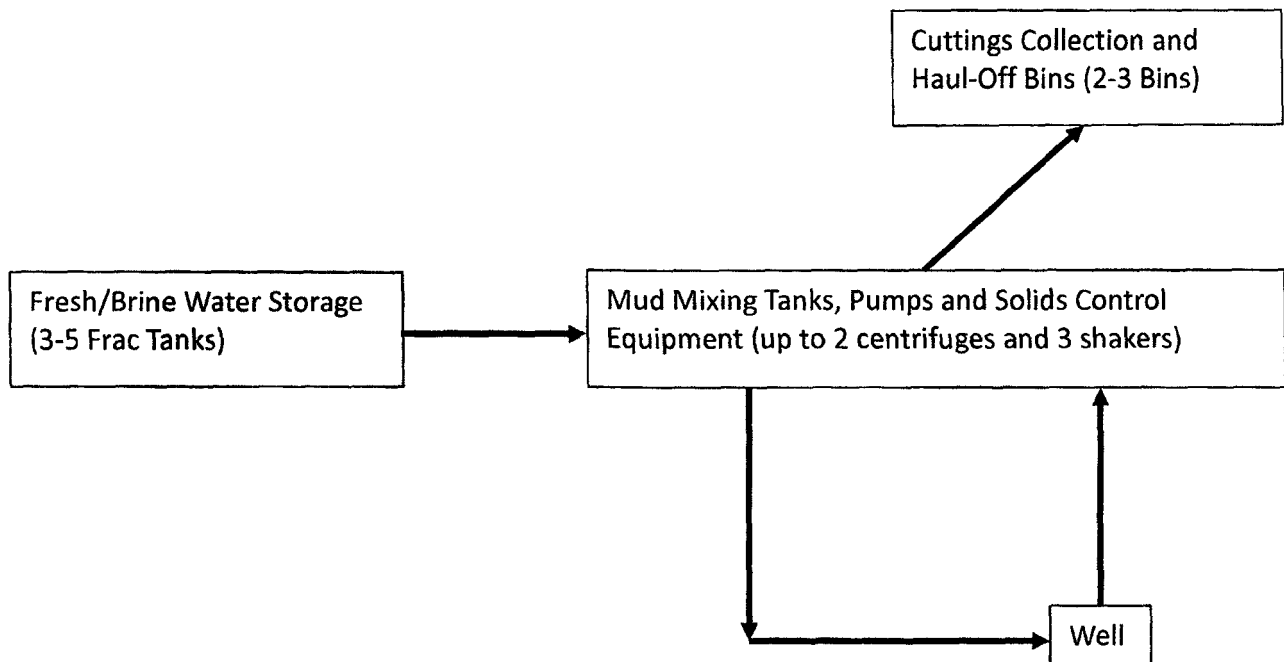 Cuttings Collection and
Haul-Off Bins (2-3 Bins)
Fresh/Brine Water Storage
(3-5 Frac Tanks)
Mud Mixing Tanks, Pumps and Solids Control
Equipment (up to 2 centrifuges and 3 shakers)
Well